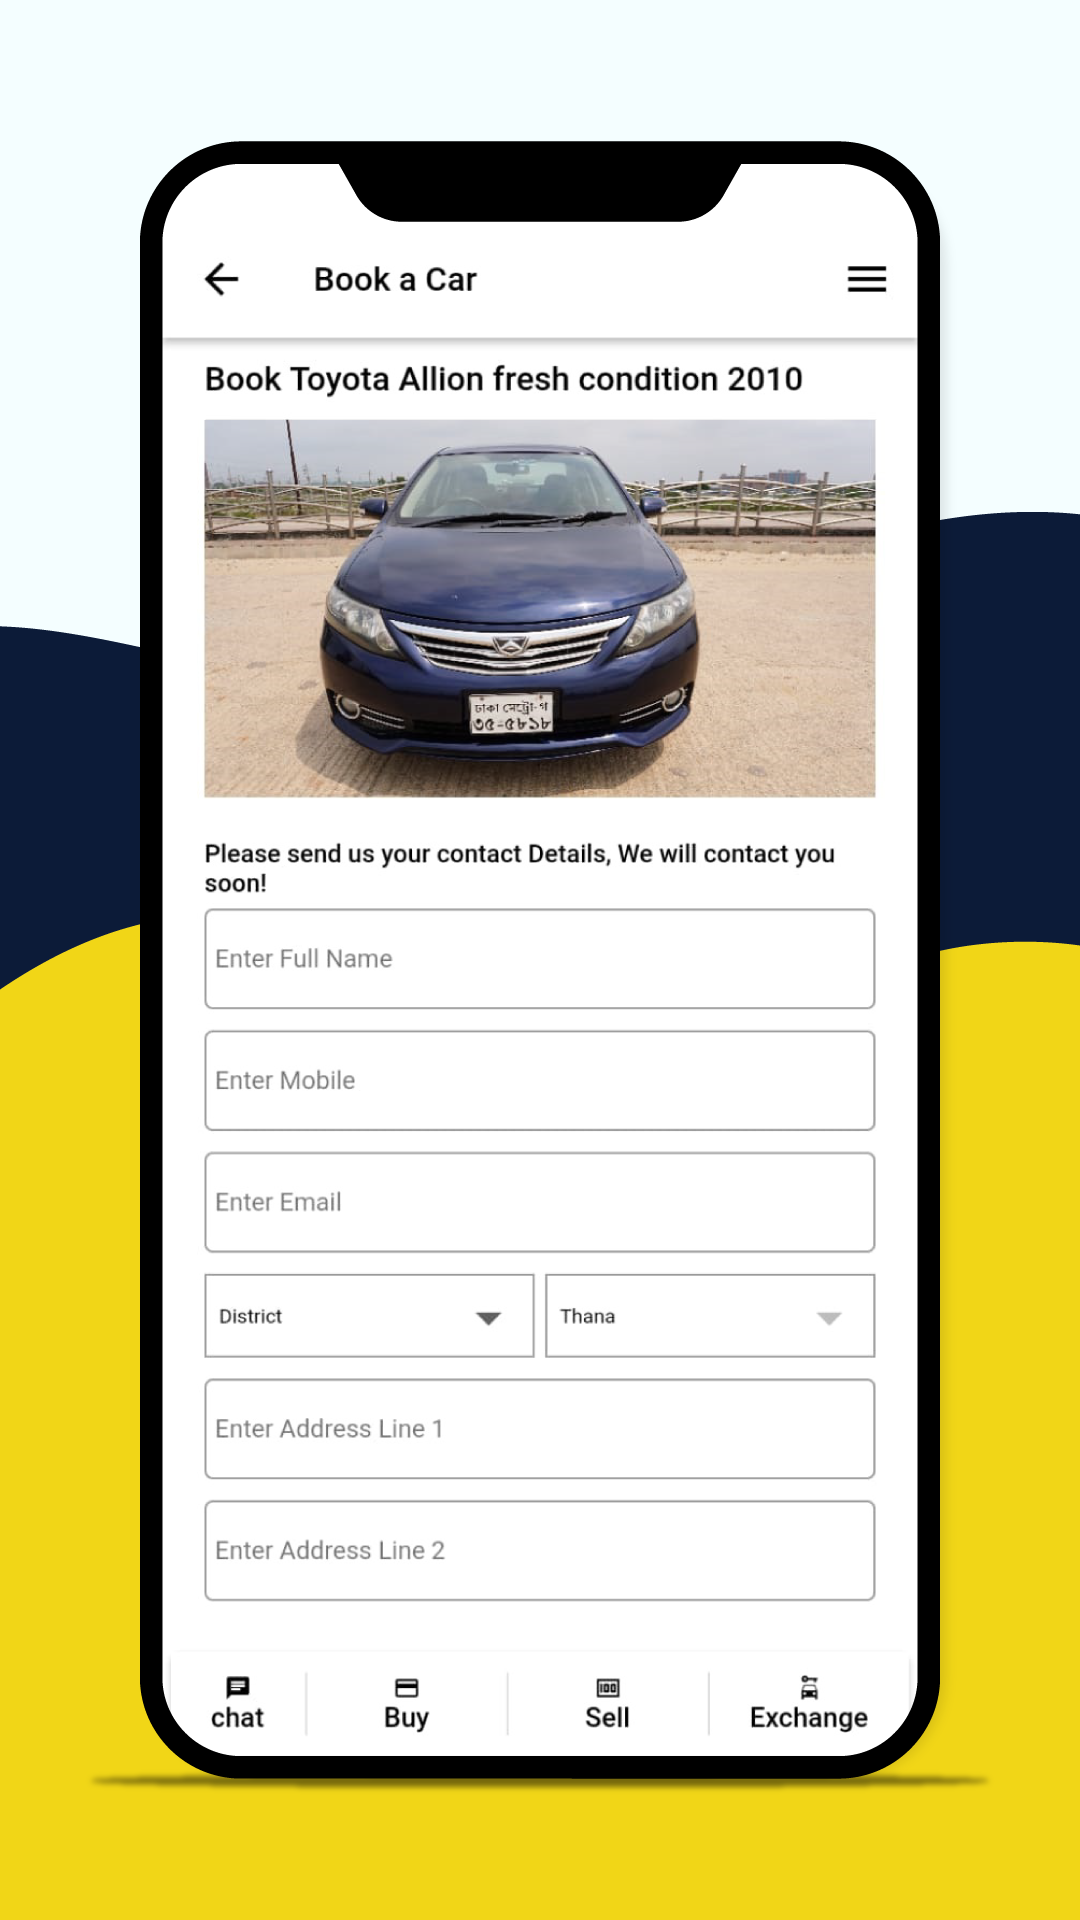 Book a Car
Book Toyota Allion fresh condition 2010
ঢাকা মেট্রো-গ
৩৫-৫৮১৮
Please send us your contact Details, We will contact you
soon!
Enter Full Name
Enter Mobile
Enter Email
District
Thana
Enter Address Line 1
Enter Address Line 2
chat
Buy
Sell
Exchange